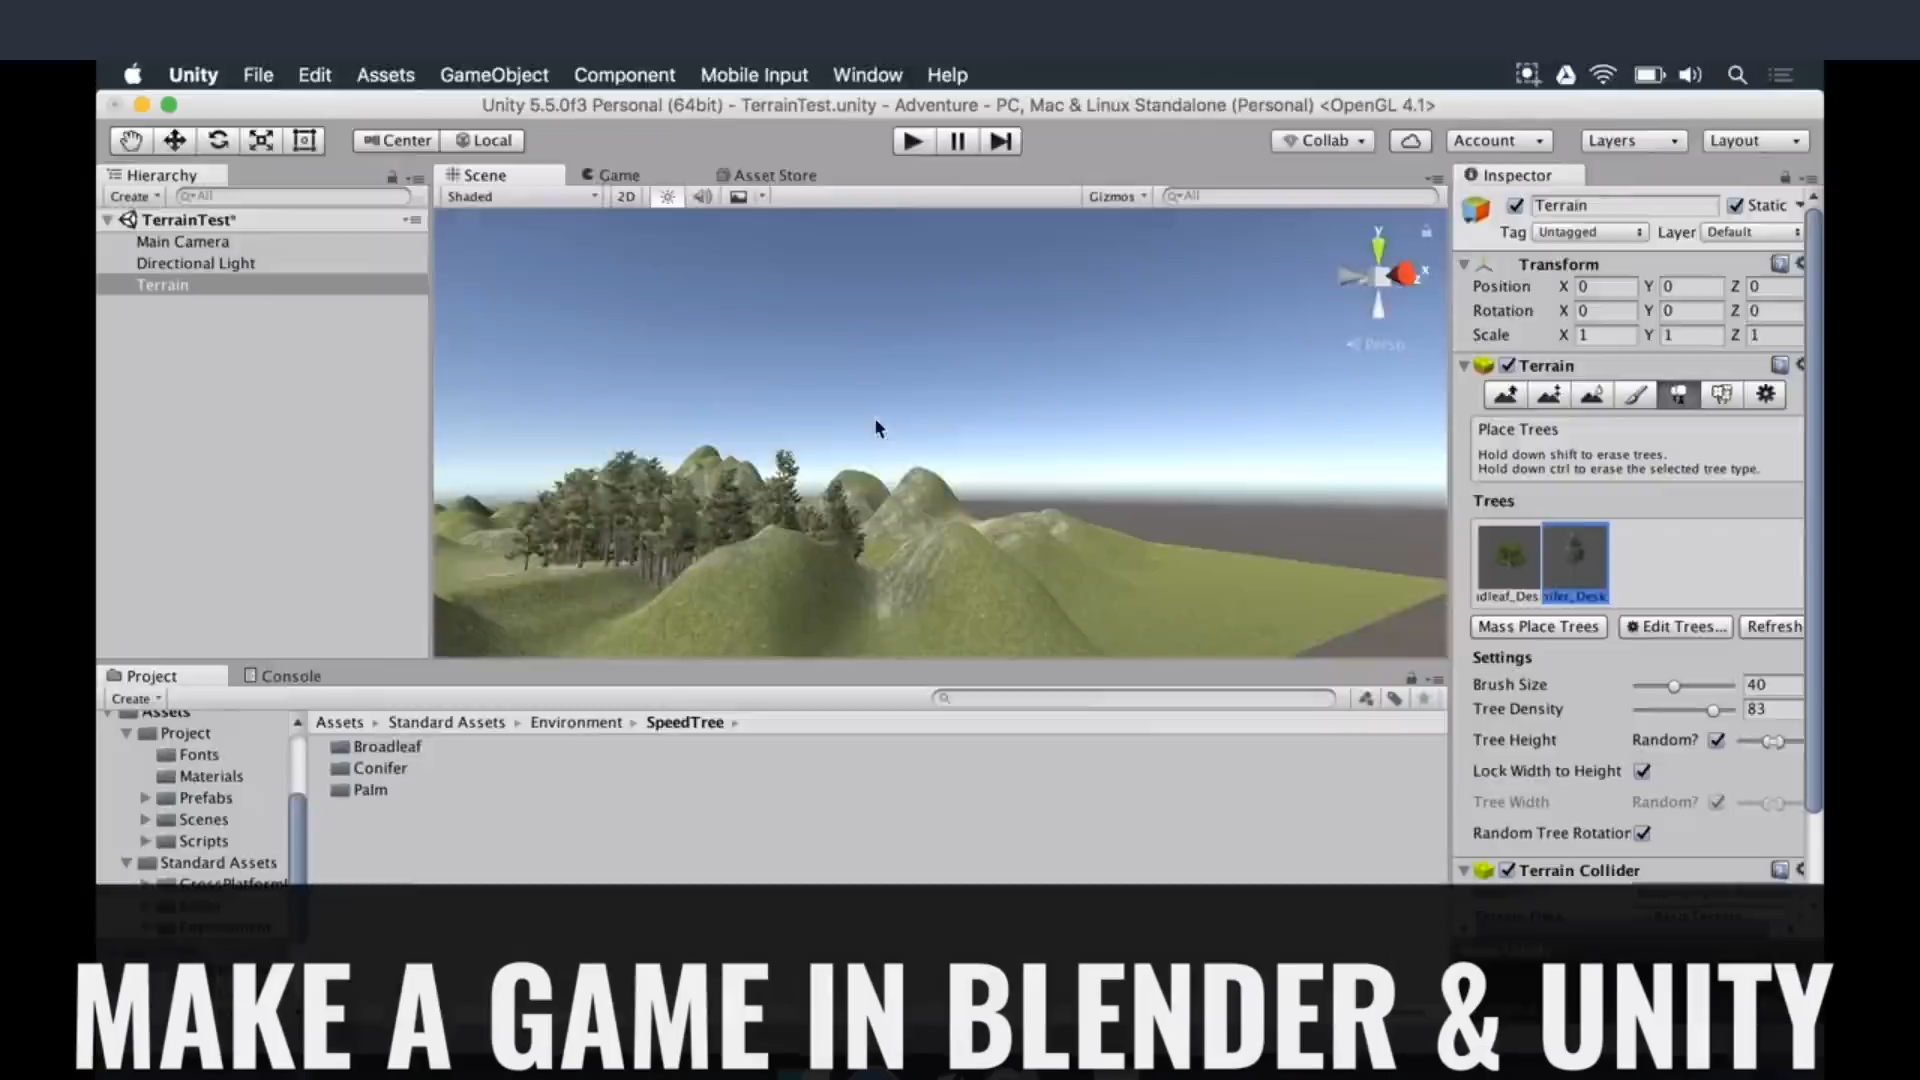 Unity File Edit Assets GameObject Component Mobile Input Window Help
Unity 5.5.0f3 Personal (64bit) - TerrainTest.unity - Adventure - PC, Mac & Linux Standalone (Personal) <OpenGL 4.1>
Center Local Collab Account Layers Layout
Hierarchy
Create All
TerrainTest*
Main Camera
Directional Light
Terrain
Scene Game Asset Store
Shaded 2D Gizmos All
y
x
z
Persp
Inspector
Terrain Static
Tag Untagged Layer Default
Transform
Position X 0 Y 0 Z 0
Rotation X 0 Y 0 Z 0
Scale X 1 Y 1 Z 1
Terrain
Place Trees
Hold down shift to erase trees.
Hold down ctrl to erase the selected tree type.
Trees
dleaf_Des nifer_Desk
Mass Place Trees Edit Trees... Refresh
Settings
Brush Size 40
Tree Density 83
Tree Height Random?
Lock Width to Height
Tree Width Random?
Random Tree Rotation
Terrain Collider
Project Console
Create
Assets
Project
Fonts
Materials
Prefabs
Scenes
Scripts
Standard Assets
Environment
Assets Standard Assets Environment SpeedTree
Broadleaf
Conifer
Palm
MAKE A GAME IN BLENDER & UNITY